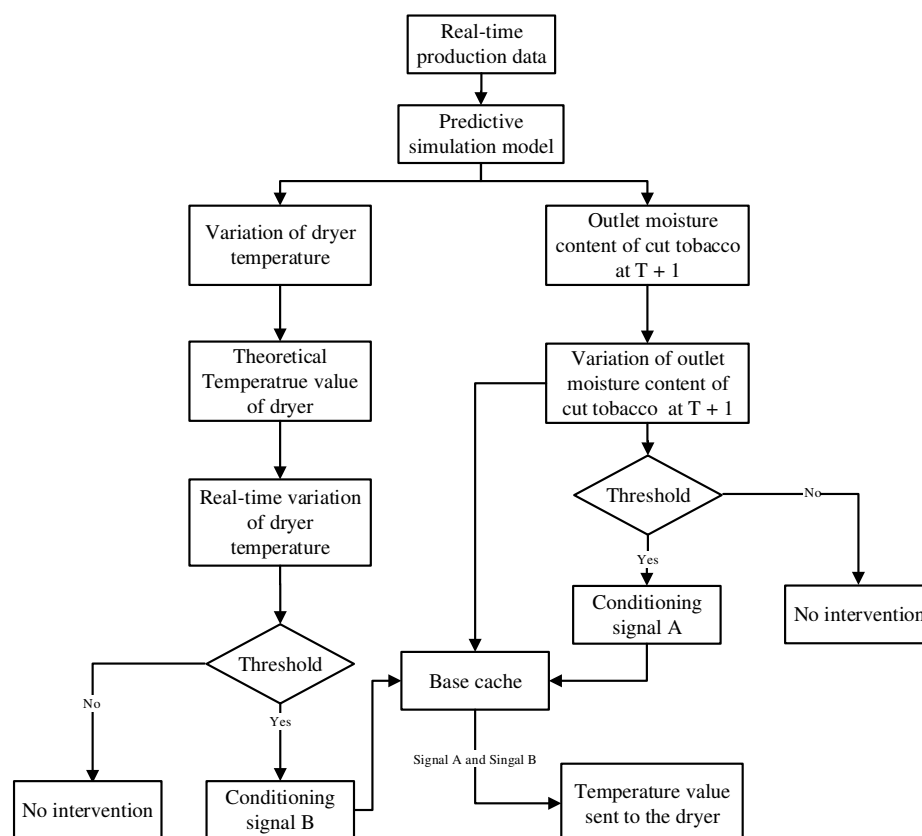 Real-time
production data
Predictive
simulation model
Variation of dryer
temperature
Outlet moisture
content of cut tobacco
at T + 1
Theoretical
Temperatrue value
of dryer
Variation of outlet
moisture content of
cut tobacco at T + 1
Real-time variation
of dryer
temperature
Threshold
No
Yes
Conditioning
signal A
No intervention
Threshold
Base cache
No
Yes
Signal A and Singal B
No intervention
Conditioning
signal B
Temperature value
sent to the dryer